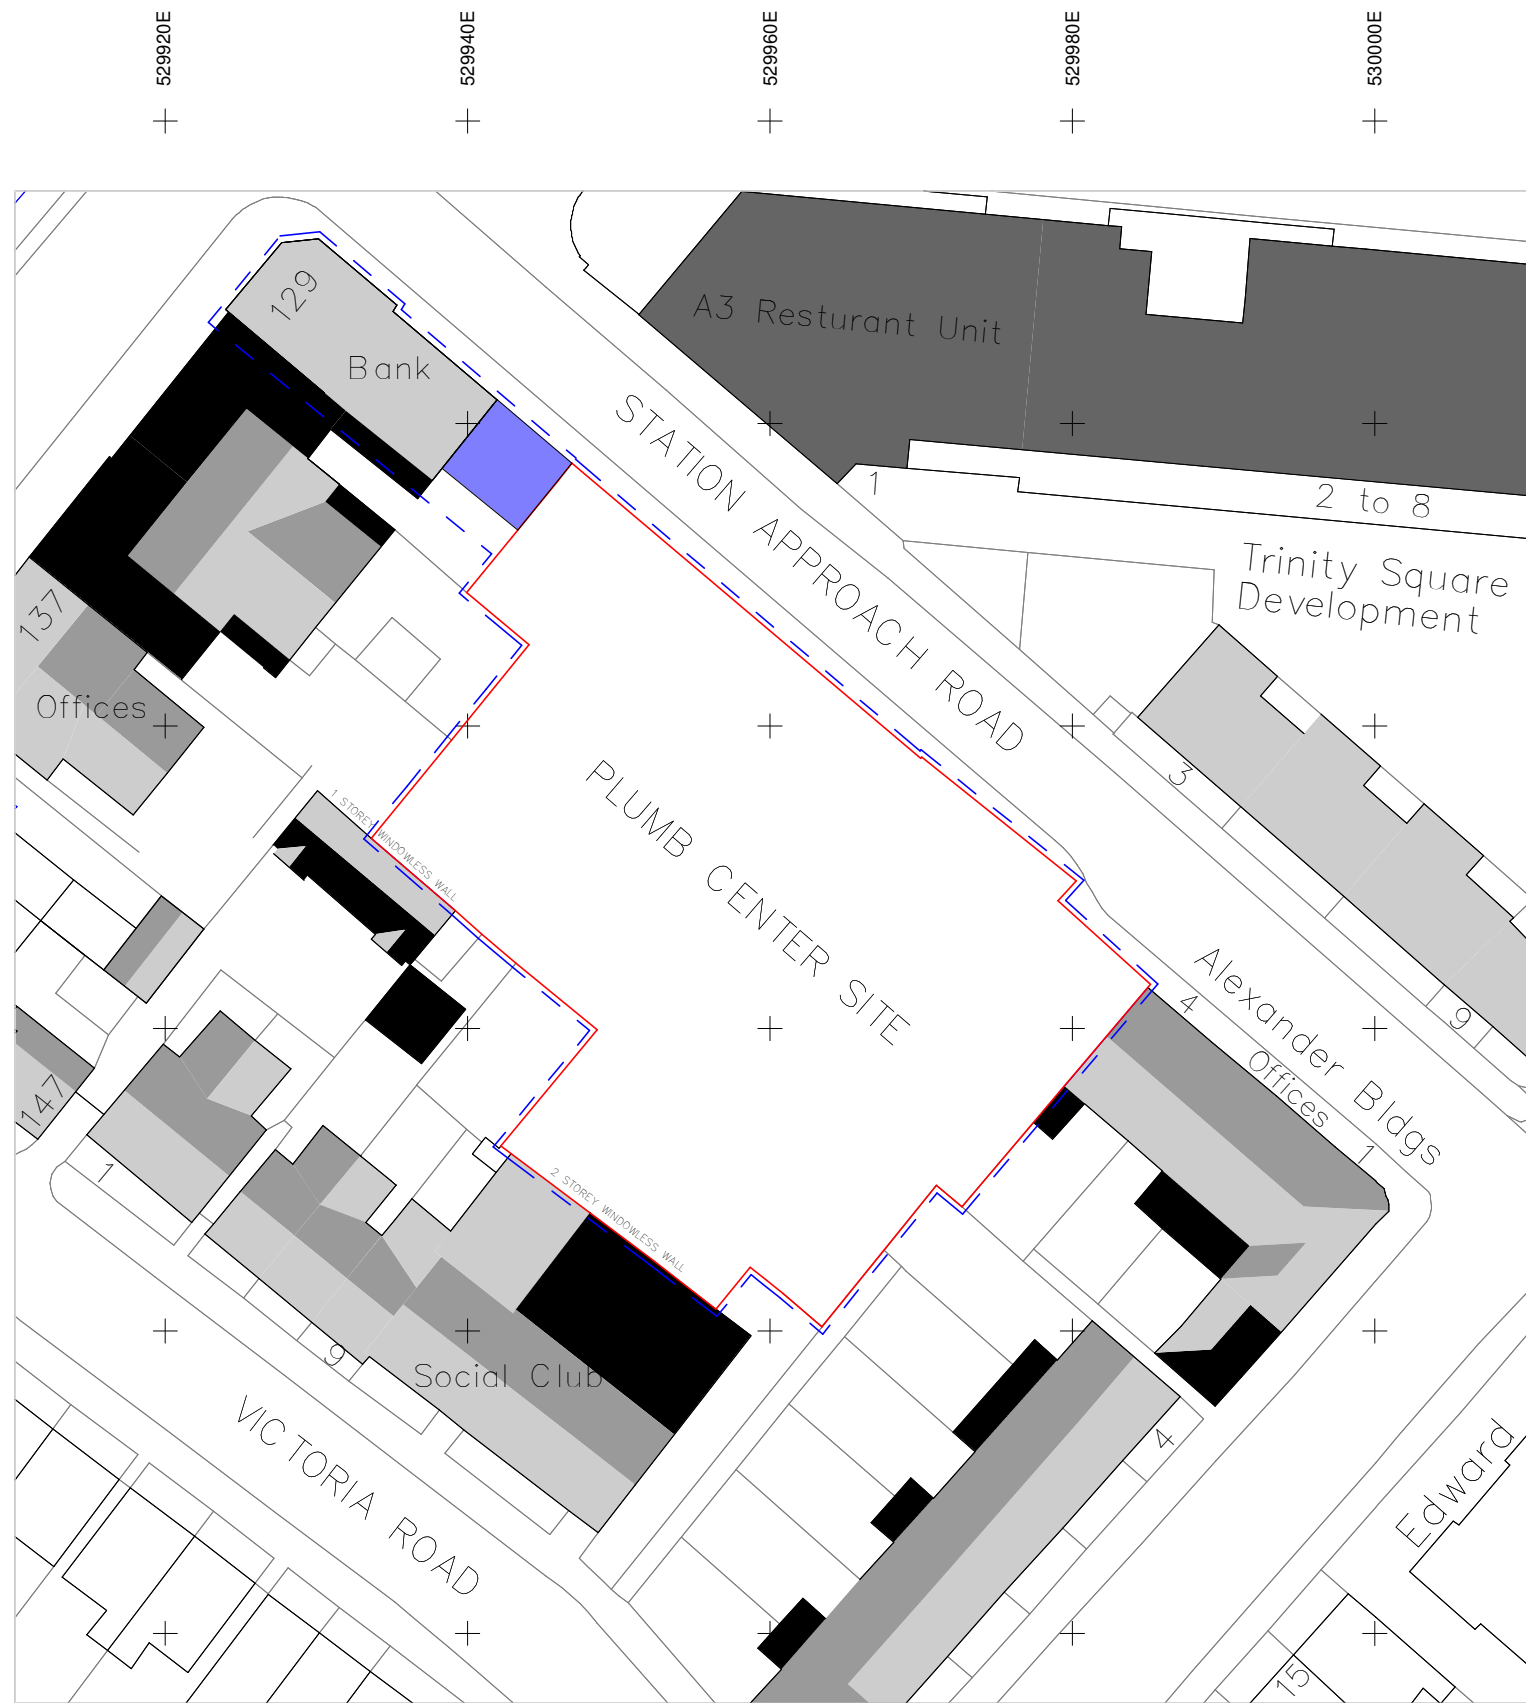 529920E
529940E
529960E
529980E
530000E
129
Bank
A3 Resturant Unit
STATION APPROACH ROAD
1
2 to 8
Trinity Square
Development
137
Offices
3
1 STOREY WINDOWLESS WALL
PLUMB CENTER SITE
9
4
Alexander Bldgs
Offices
1
147
1
2 STOREY WINDOWLESS WALL
9
Social Club
VICTORIA ROAD
4
Edward
15